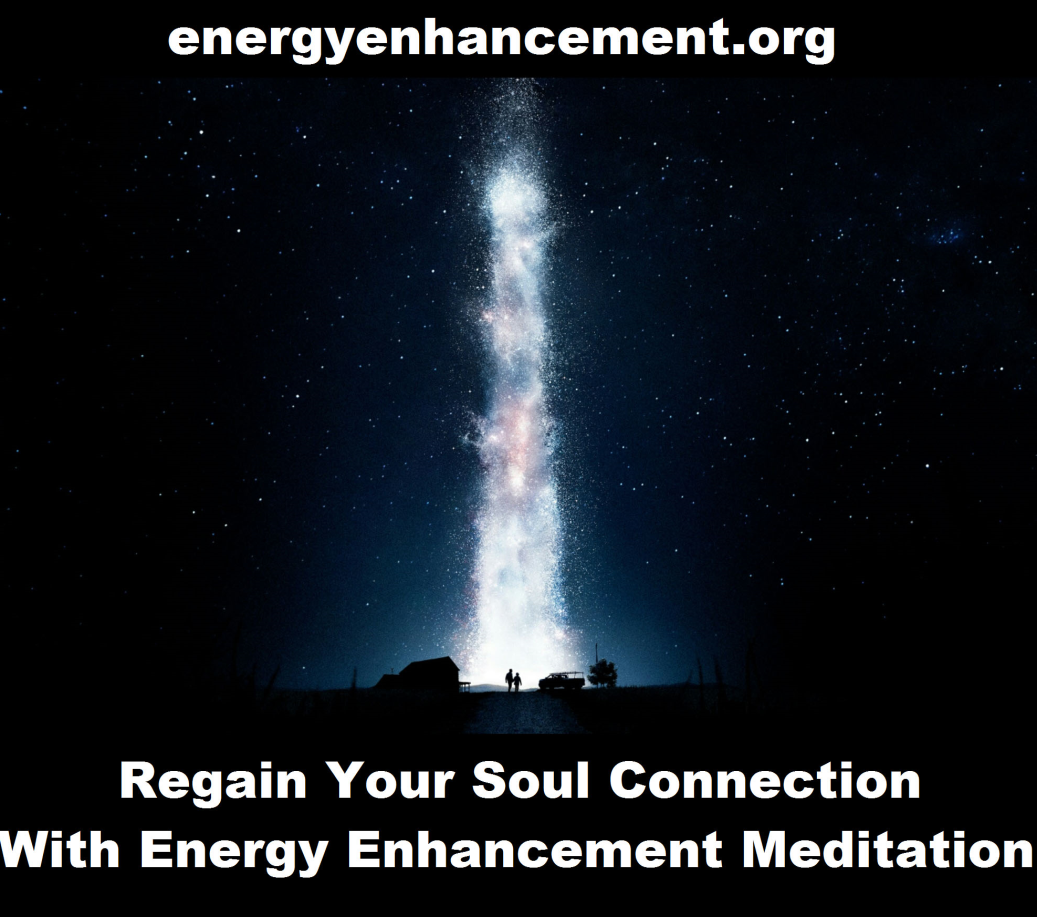 energyenhancement.org
Regain Your Soul Connection
With Energy Enhancement Meditation